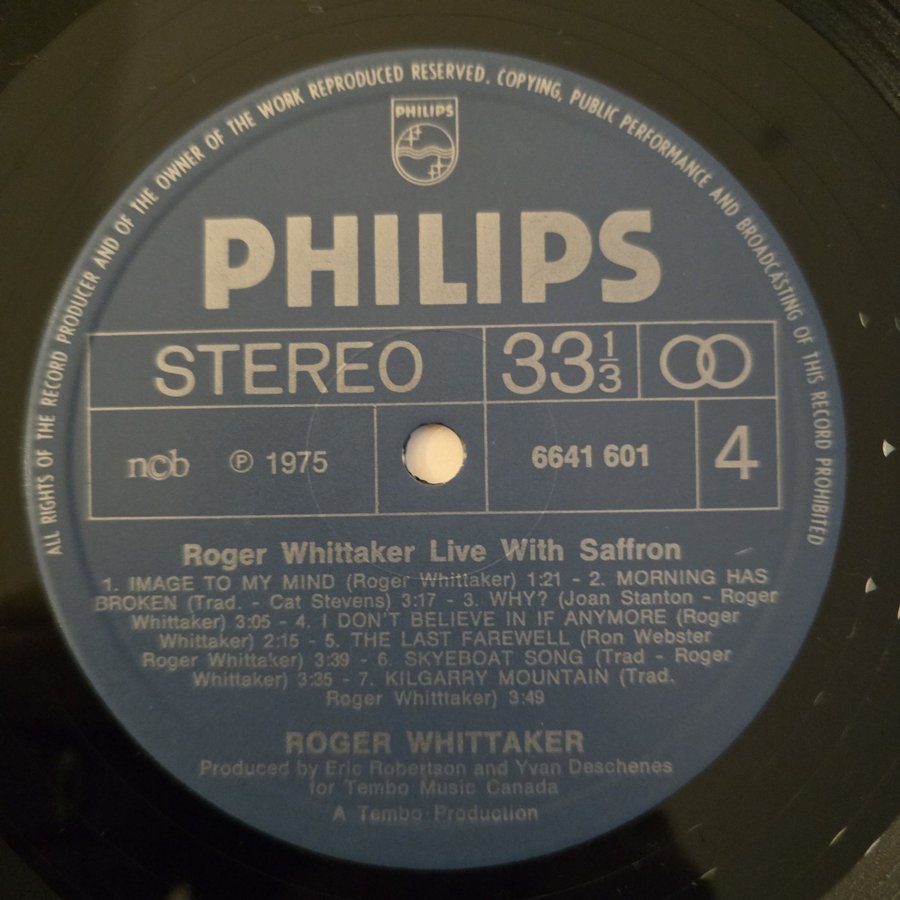 ALL RIGHTS OF THE RECORD PRODUCER AND OF THE OWNER OF THE WORK REPRODUCED RESERVED. COPYING, PUBLIC PERFORMANCE AND BROADCASTING OF THIS RECORD PROHIBITED
PHILIPS
PHILIPS
STEREO 33 1/3
ncb ℗ 1975 6641 601 4
Roger Whittaker Live With Saffron
1. IMAGE TO MY MIND (Roger Whittaker) 1:21 - 2. MORNING HAS
BROKEN (Trad. - Cat Stevens) 3:17 - 3. WHY? (Joan Stanton - Roger
Whittaker) 3:05 - 4. I DON'T BELIEVE IN IF ANYMORE (Roger
Whittaker) 2:15 - 5. THE LAST FAREWELL (Ron Webster
Roger Whittaker) 3:39 - 6. SKYEBOAT SONG (Trad - Roger
Whittaker) 3:35 - 7. KILGARRY MOUNTAIN (Trad.
Roger Whitttaker) 3:49
ROGER WHITTAKER
Produced by Eric Robertson and Yvan Deschenes
for Tembo Music Canada
A Tembo Production